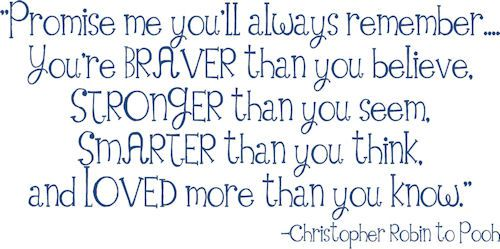 "Promise me you'll always remember....
You're BRAVER than you believe,
STRONgER than you seem,
SmARTER than you think,
and LOVED more than you know."
-Christopher Robin to Pooh